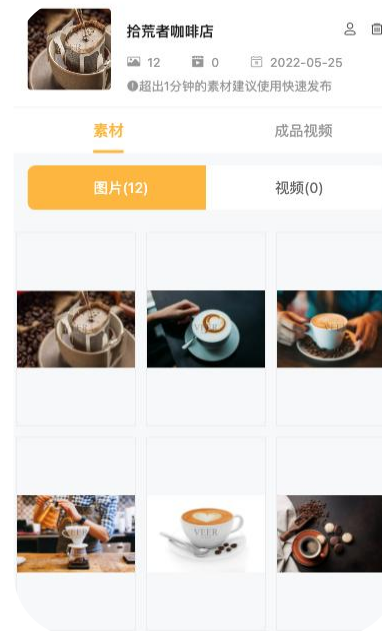 拾荒者咖啡店
12 0 2022-05-25
超出1分钟的素材建议使用快速发布
素材 成品视频
图片(12) 视频(0)
VEER
VEER